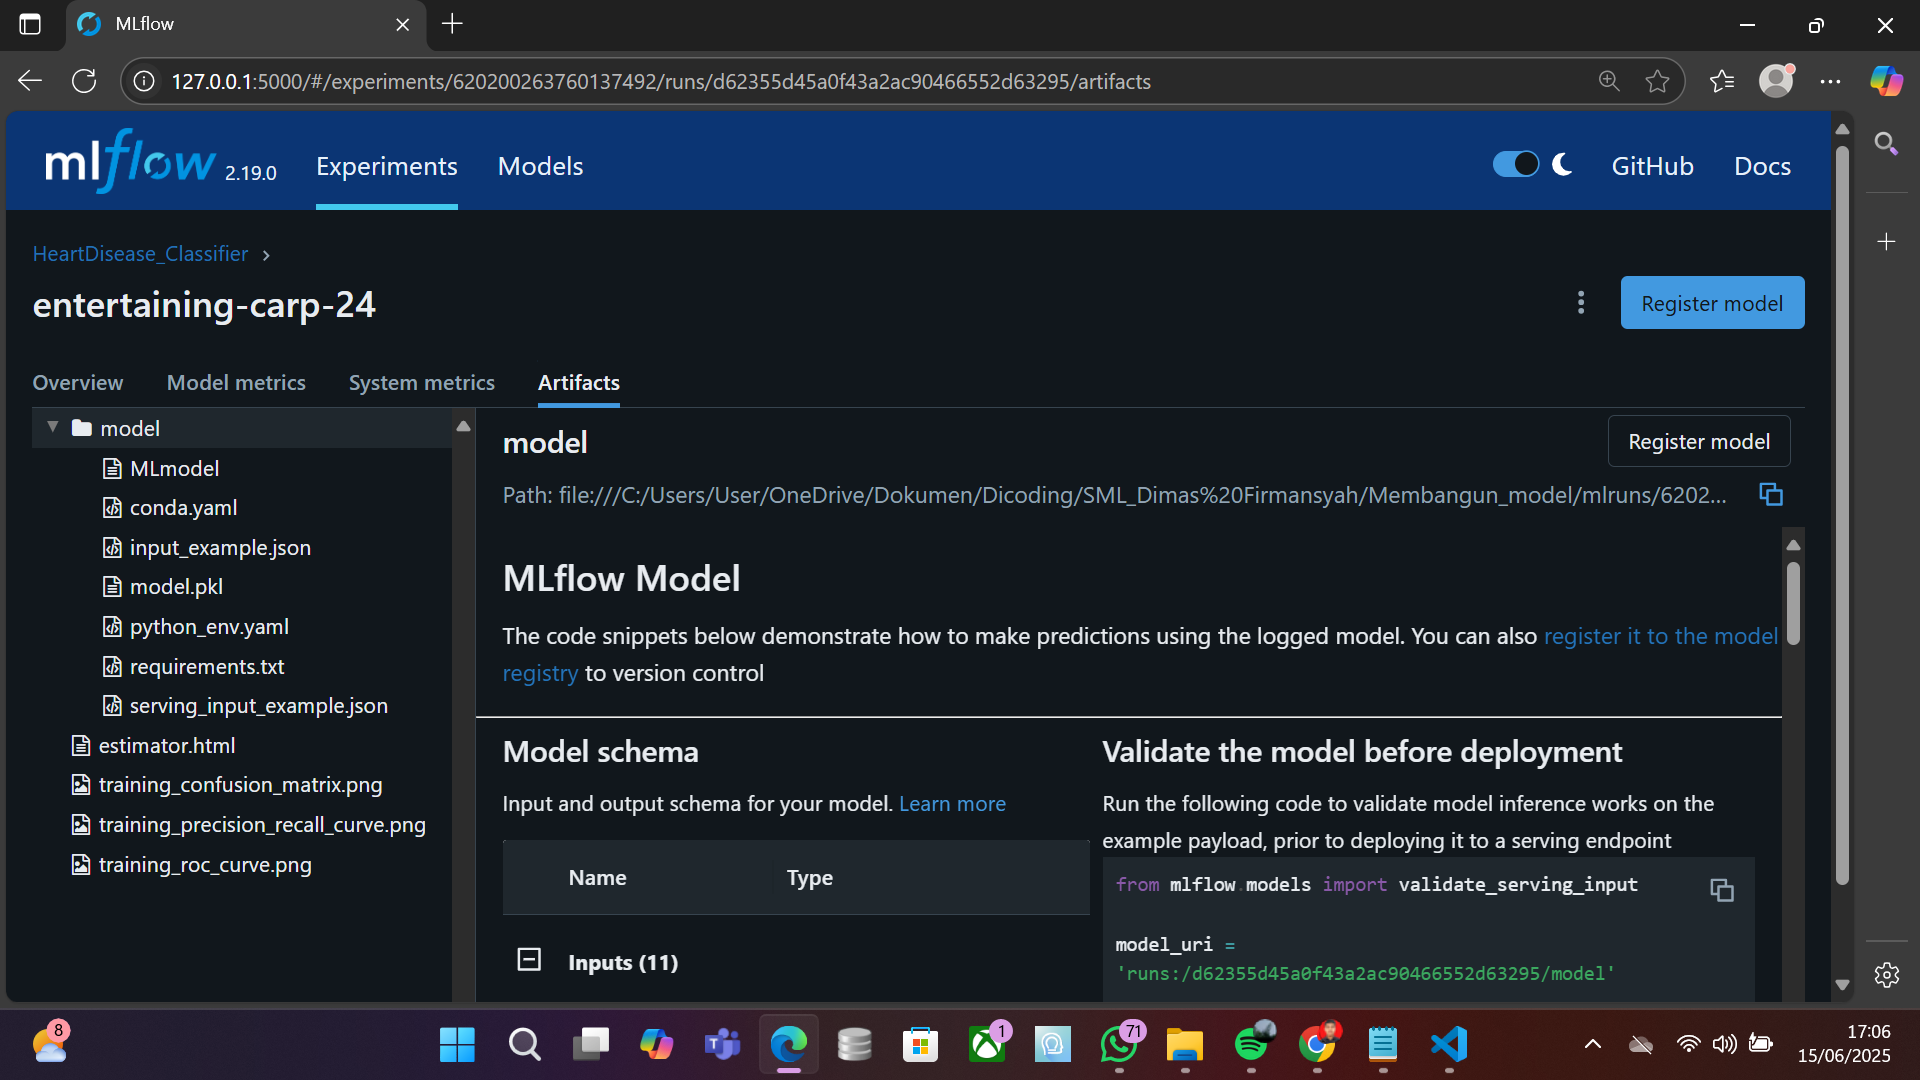 MLflow
127.0.0.1:5000/#/experiments/620200263760137492/runs/d62355d45a0f43a2ac90466552d63295/artifacts
mlflow 2.19.0 Experiments Models GitHub Docs
HeartDisease_Classifier
entertaining-carp-24
Register model
Overview Model metrics System metrics Artifacts
model
MLmodel
conda.yaml
input_example.json
model.pkl
python_env.yaml
requirements.txt
serving_input_example.json
estimator.html
training_confusion_matrix.png
training_precision_recall_curve.png
training_roc_curve.png
model
Register model
Path: file:///C:/Users/User/OneDrive/Dokumen/Dicoding/SML_Dimas%20Firmansyah/Membangun_model/mlruns/6202...
MLflow Model
The code snippets below demonstrate how to make predictions using the logged model. You can also register it to the model
registry to version control
Model schema
Input and output schema for your model. Learn more
Name Type
Inputs (11)
Validate the model before deployment
Run the following code to validate model inference works on the
example payload, prior to deploying it to a serving endpoint
from mlflow.models import validate_serving_input
model_uri =
'runs:/d62355d45a0f43a2ac90466552d63295/model'
8
1
71
17:06
15/06/2025